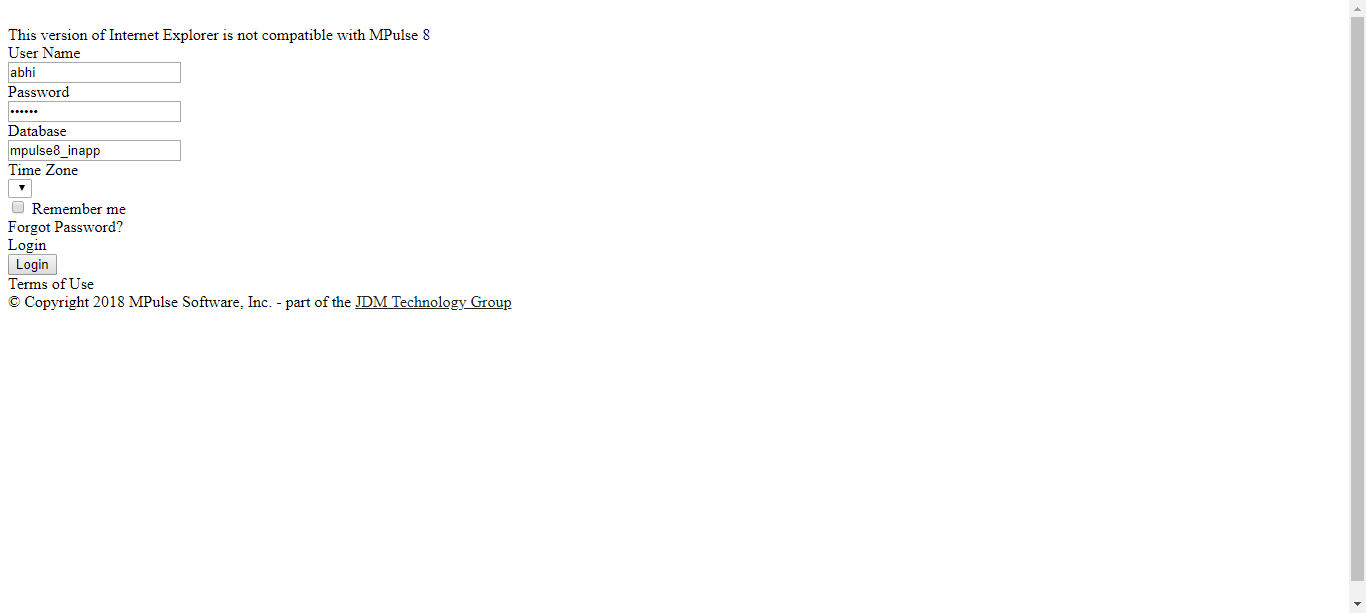 This version of Internet Explorer is not compatible with MPulse 8
User Name
abhi
Password
••••••
Database
mpulse8_inapp
Time Zone
Remember me
Forgot Password?
Login
Login
Terms of Use
© Copyright 2018 MPulse Software, Inc. - part of the JDM Technology Group